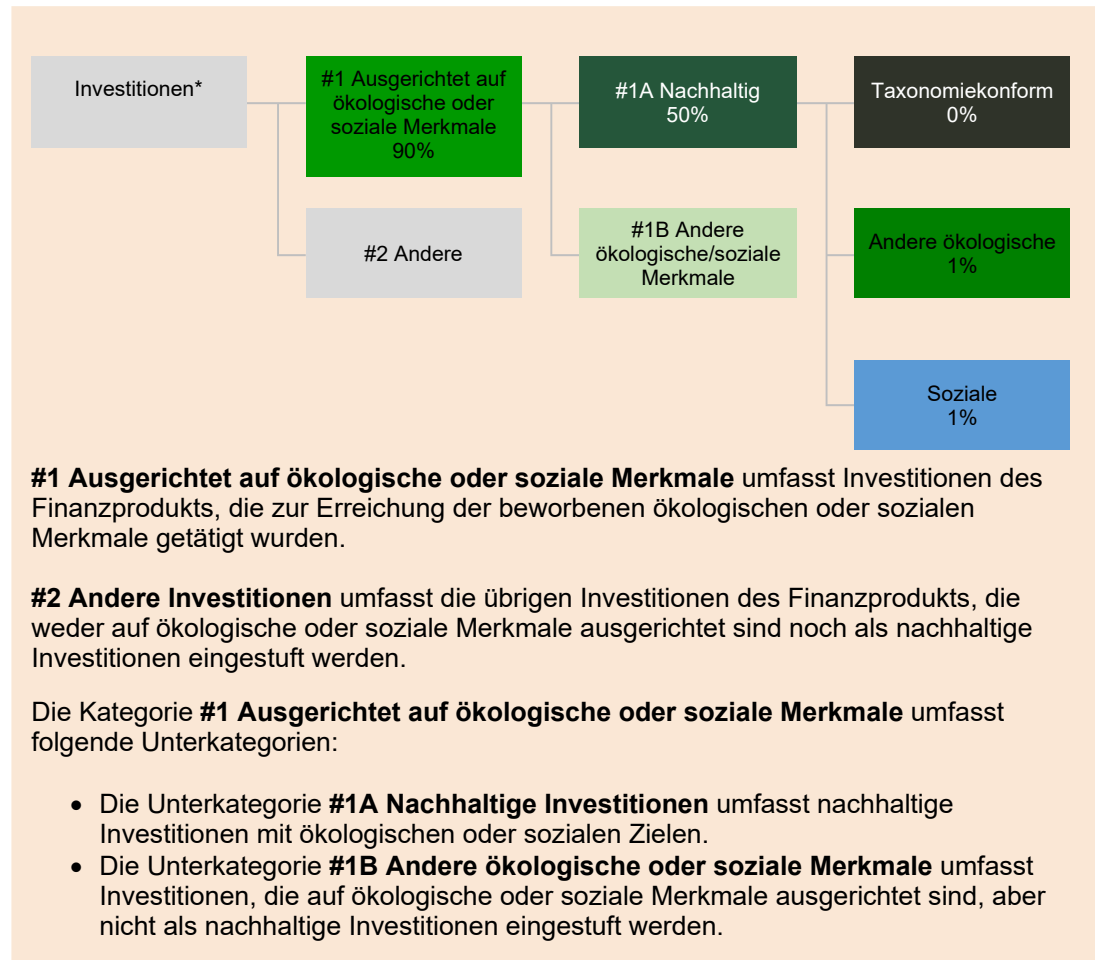 Investitionen*
#1 Ausgerichtet auf
ökologische oder
soziale Merkmale
90%
#1A Nachhaltig
50%
Taxonomiekonform
0%
#2 Andere
#1B Andere
ökologische/soziale
Merkmale
Andere ökologische
1%
Soziale
1%
#1 Ausgerichtet auf ökologische oder soziale Merkmale umfasst Investitionen des
Finanzprodukts, die zur Erreichung der beworbenen ökologischen oder sozialen
Merkmale getätigt wurden.
#2 Andere Investitionen umfasst die übrigen Investitionen des Finanzprodukts, die
weder auf ökologische oder soziale Merkmale ausgerichtet sind noch als nachhaltige
Investitionen eingestuft werden.
Die Kategorie #1 Ausgerichtet auf ökologische oder soziale Merkmale umfasst
folgende Unterkategorien:
• Die Unterkategorie #1A Nachhaltige Investitionen umfasst nachhaltige
Investitionen mit ökologischen oder sozialen Zielen.
• Die Unterkategorie #1B Andere ökologische oder soziale Merkmale umfasst
Investitionen, die auf ökologische oder soziale Merkmale ausgerichtet sind, aber
nicht als nachhaltige Investitionen eingestuft werden.